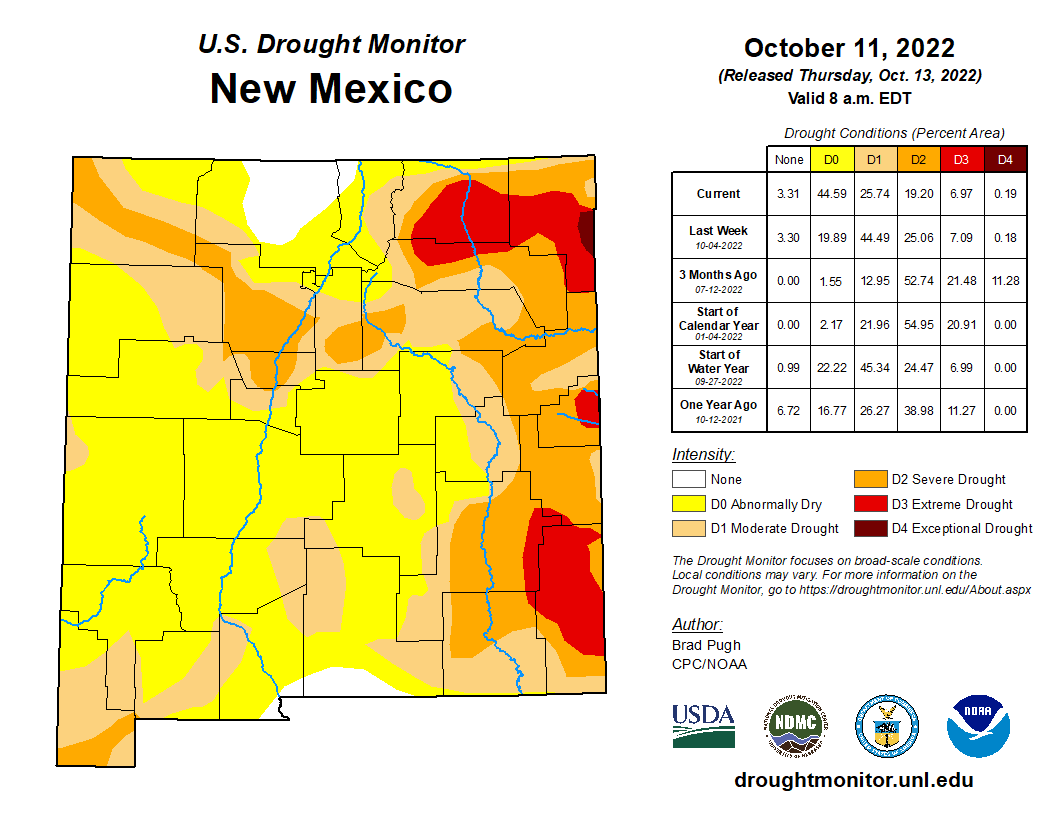 U.S. Drought Monitor
New Mexico
October 11, 2022
(Released Thursday, Oct. 13, 2022)
Valid 8 a.m. EDT
Drought Conditions (Percent Area)
None D0 D1 D2 D3 D4
Current 3.31 44.59 25.74 19.20 6.97 0.19
Last Week
10-04-2022
3.30 19.89 44.49 25.06 7.09 0.18
3 Months Ago
07-12-2022
0.00 1.55 12.95 52.74 21.48 11.28
Start of
Calendar Year
01-04-2022
0.00 2.17 21.96 54.95 20.91 0.00
Start of
Water Year
09-27-2022
0.99 22.22 45.34 24.47 6.99 0.00
One Year Ago
10-12-2021
6.72 16.77 26.27 38.98 11.27 0.00
Intensity:
None
D0 Abnormally Dry
D1 Moderate Drought
D2 Severe Drought
D3 Extreme Drought
D4 Exceptional Drought
The Drought Monitor focuses on broad-scale conditions.
Local conditions may vary. For more information on the
Drought Monitor, go to https://droughtmonitor.unl.edu/About.aspx
Author:
Brad Pugh
CPC/NOAA
USDA
NDMC
NOAA
droughtmonitor.unl.edu